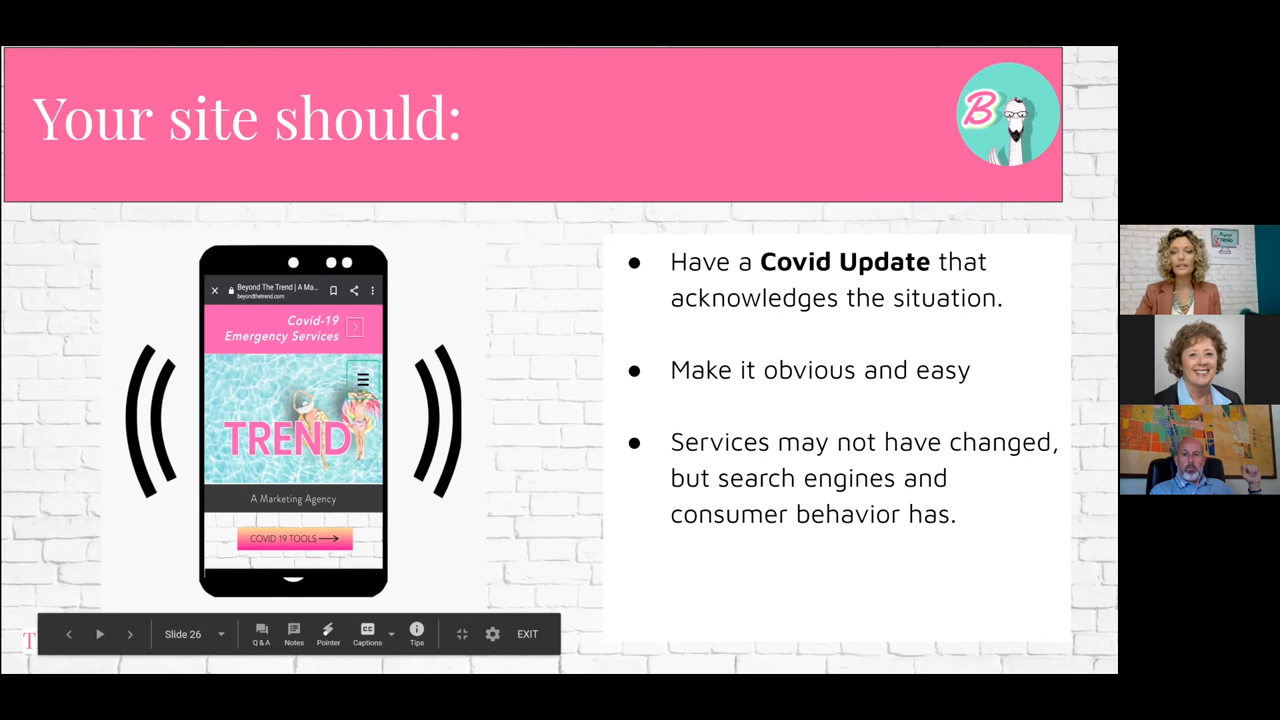 Your site should:
B
Beyond The Trend | A Ma...
beyondthetrend.com
Covid-19
Emergency Services
TREND
A Marketing Agency
COVID 19 TOOLS
● Have a Covid Update that
acknowledges the situation.
● Make it obvious and easy
● Services may not have changed,
but search engines and
consumer behavior has.
T
Slide 26
Q & A
Notes
Pointer
Captions
Tips
EXIT
TREND